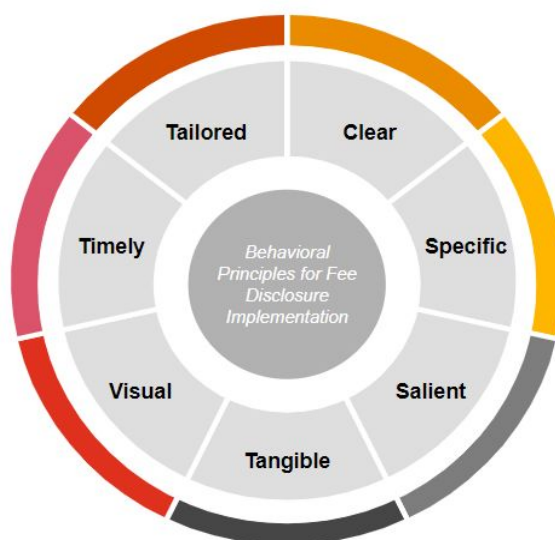 Tailored
Clear
Timely
Behavioral
Principles for Fee
Disclosure
Implementation
Specific
Visual
Salient
Tangible